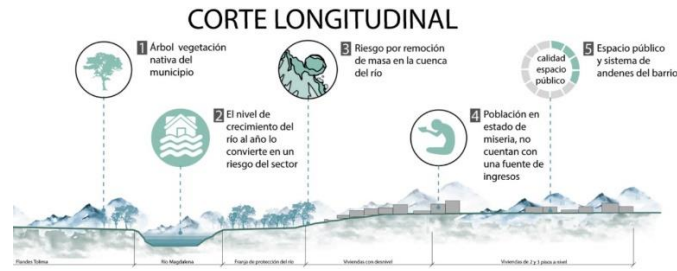 CORTE LONGITUDINAL
1 Árbol vegetación
nativa del
municipio
2 El nivel de
crecimiento del
río al año lo
convierte en un
riesgo del sector
3 Riesgo por remoción
de masa en la cuenca
del río
4 Población en
estado de
miseria, no
cuentan con
una fuente de
ingresos
calidad
espacio
público
5 Espacio público
y sistema de
andenes del barrio
Flandes Tolima
Río Magdalena
Franja de protección del río
Viviendas con desnivel
Viviendas de 2 y 3 pisos a nivel